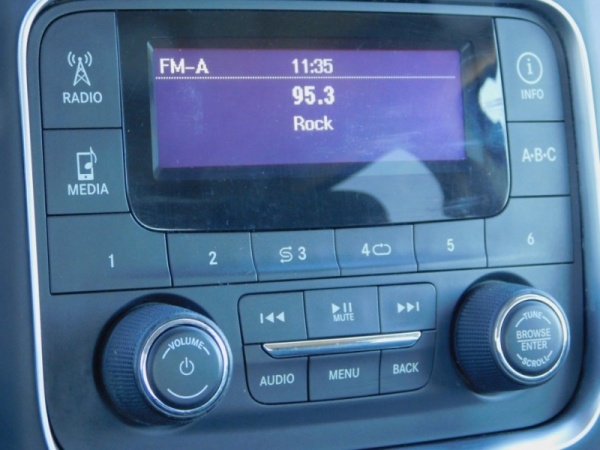 FM-A 11:35
95.3
Rock
RADIO
MEDIA
INFO
A•B•C
1 2 3 4 5 6
MUTE
AUDIO MENU BACK
VOLUME
TUNE
BROWSE
ENTER
SCROLL